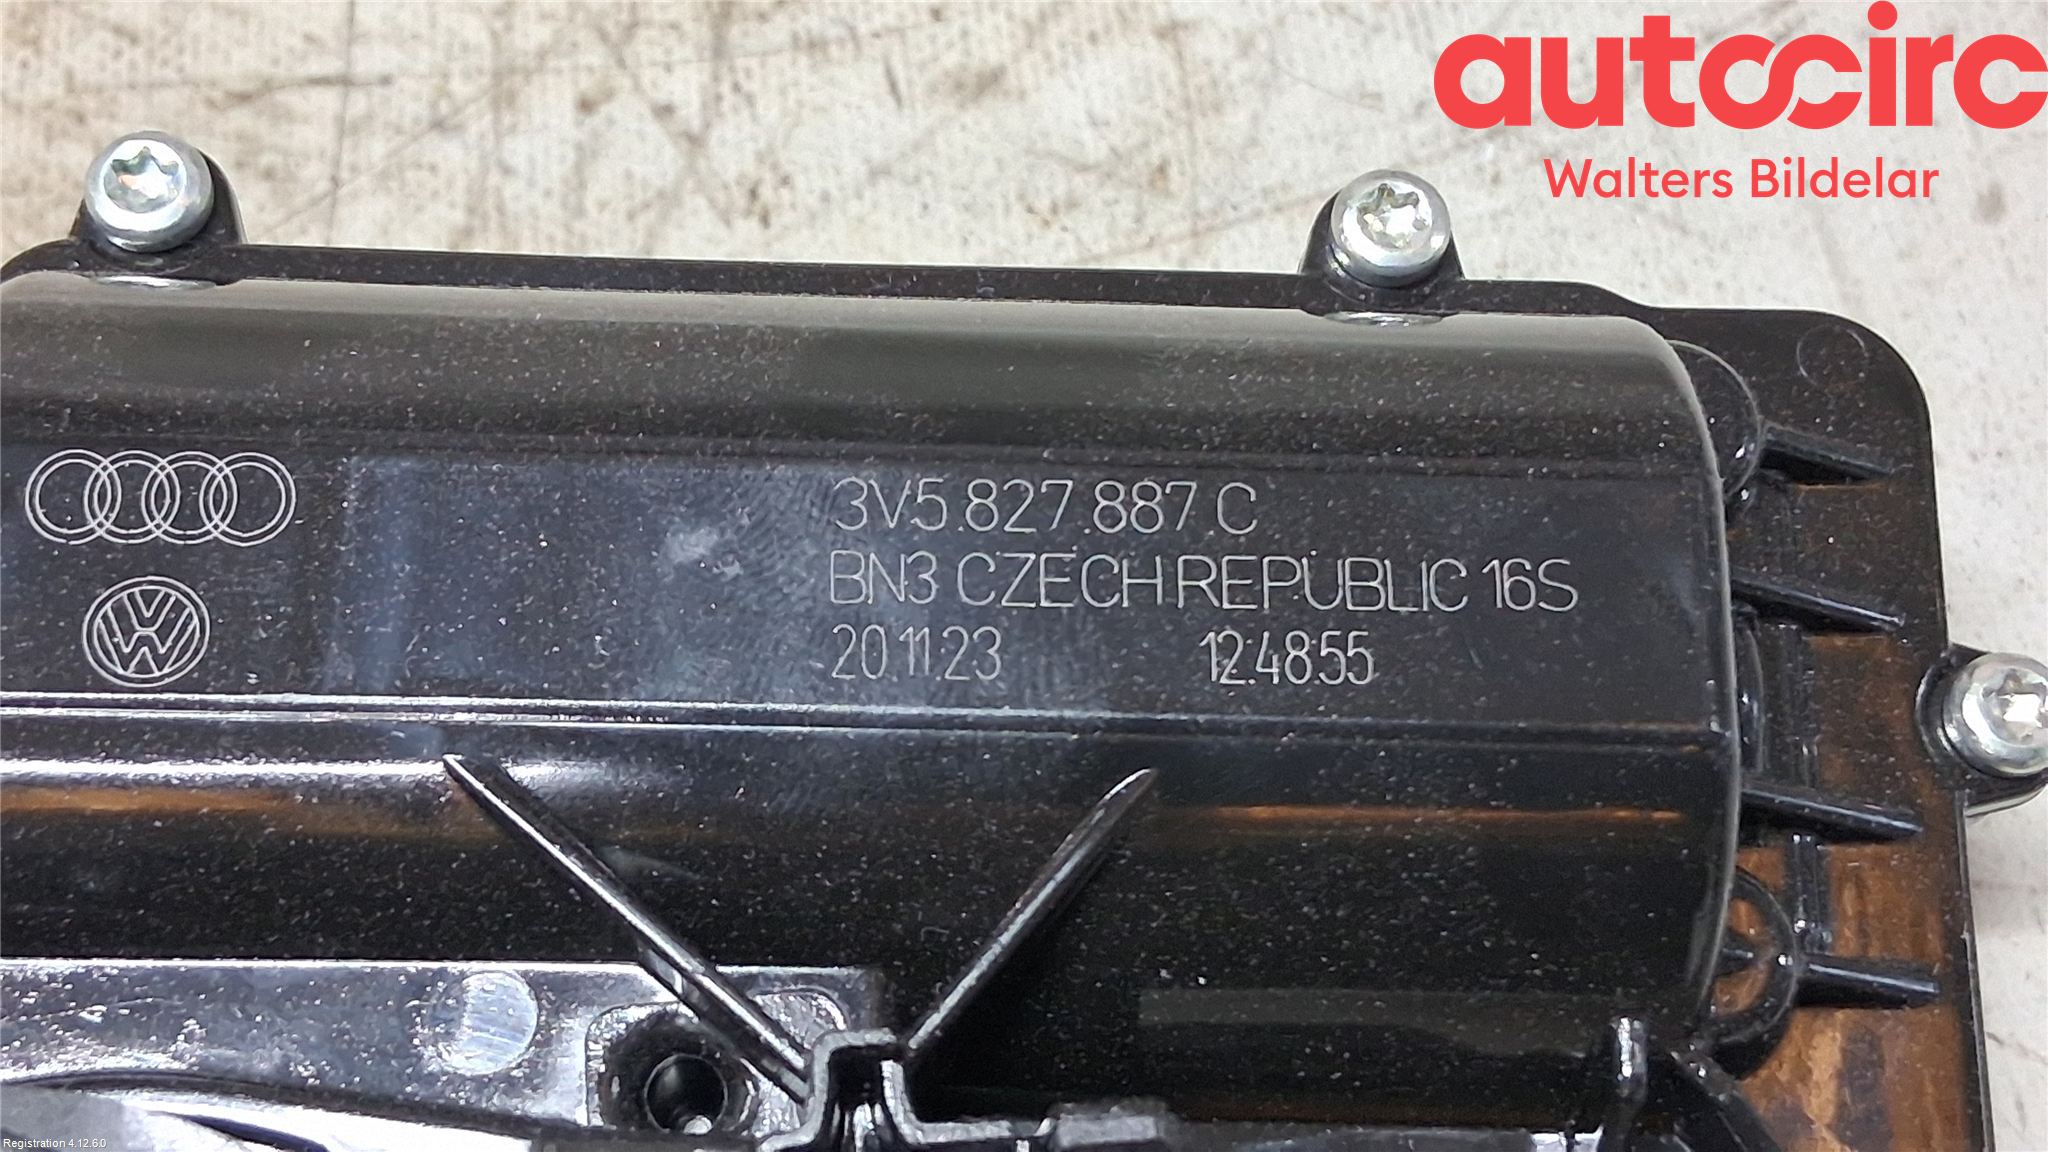 autocirc
Walters Bildelar
3V5.827.887 C
BN3 CZECH REPUBLIC 16S
20.11.23 12:48:55
Registration 4.12.6.0